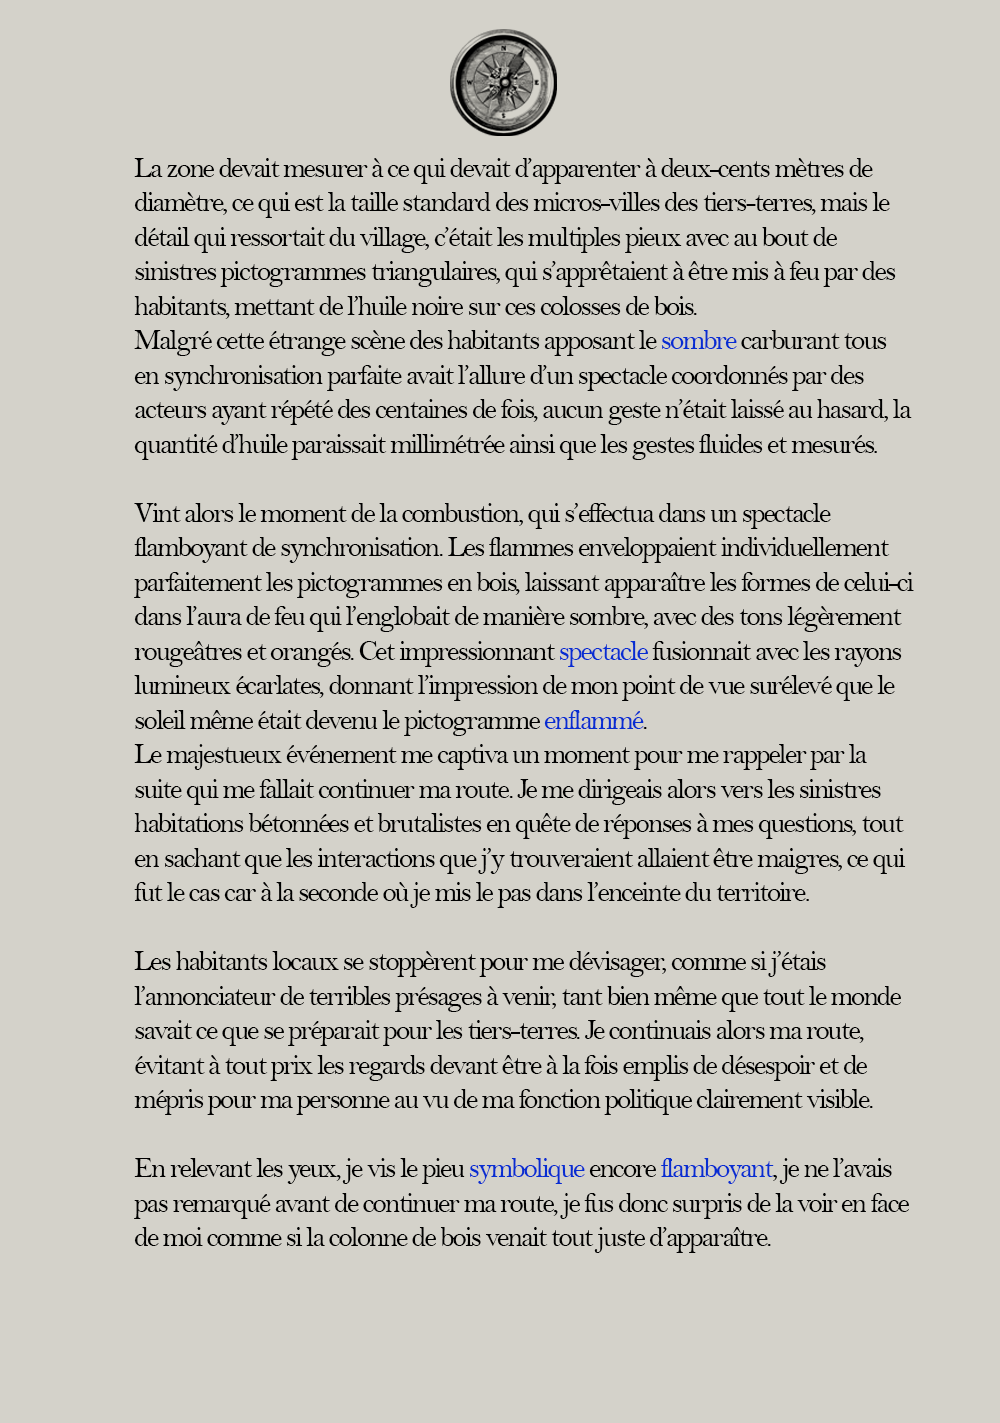 N
W
E
S
La zone devait mesurer à ce qui devait d’apparenter à deux-cents mètres de
diamètre, ce qui est la taille standard des micros-villes des tiers-terres, mais le
détail qui ressortait du village, c’était les multiples pieux avec au bout de
sinistres pictogrammes triangulaires, qui s’apprêtaient à être mis à feu par des
habitants, mettant de l’huile noire sur ces colosses de bois.
Malgré cette étrange scène des habitants apposant le sombre carburant tous
en synchronisation parfaite avait l’allure d’un spectacle coordonnés par des
acteurs ayant répété des centaines de fois, aucun geste n’était laissé au hasard, la
quantité d’huile paraissait millimétrée ainsi que les gestes fluides et mesurés.
Vint alors le moment de la combustion, qui s’effectua dans un spectacle
flamboyant de synchronisation. Les flammes enveloppaient individuellement
parfaitement les pictogrammes en bois, laissant apparaître les formes de celui-ci
dans l’aura de feu qui l’englobait de manière sombre, avec des tons légèrement
rougeâtres et orangés. Cet impressionnant spectacle fusionnait avec les rayons
lumineux écarlates, donnant l’impression de mon point de vue surélevé que le
soleil même était devenu le pictogramme enflammé.
Le majestueux événement me captiva un moment pour me rappeler par la
suite qui me fallait continuer ma route. Je me dirigeais alors vers les sinistres
habitations bétonnées et brutalistes en quête de réponses à mes questions, tout
en sachant que les interactions que j’y trouveraient allaient être maigres, ce qui
fut le cas car à la seconde où je mis le pas dans l’enceinte du territoire.
Les habitants locaux se stoppèrent pour me dévisager, comme si j’étais
l’annonciateur de terribles présages à venir, tant bien même que tout le monde
savait ce que se préparait pour les tiers-terres. Je continuais alors ma route,
évitant à tout prix les regards devant être à la fois emplis de désespoir et de
mépris pour ma personne au vu de ma fonction politique clairement visible.
En relevant les yeux, je vis le pieu symbolique encore flamboyant, je ne l’avais
pas remarqué avant de continuer ma route, je fus donc surpris de la voir en face
de moi comme si la colonne de bois venait tout juste d’apparaître.